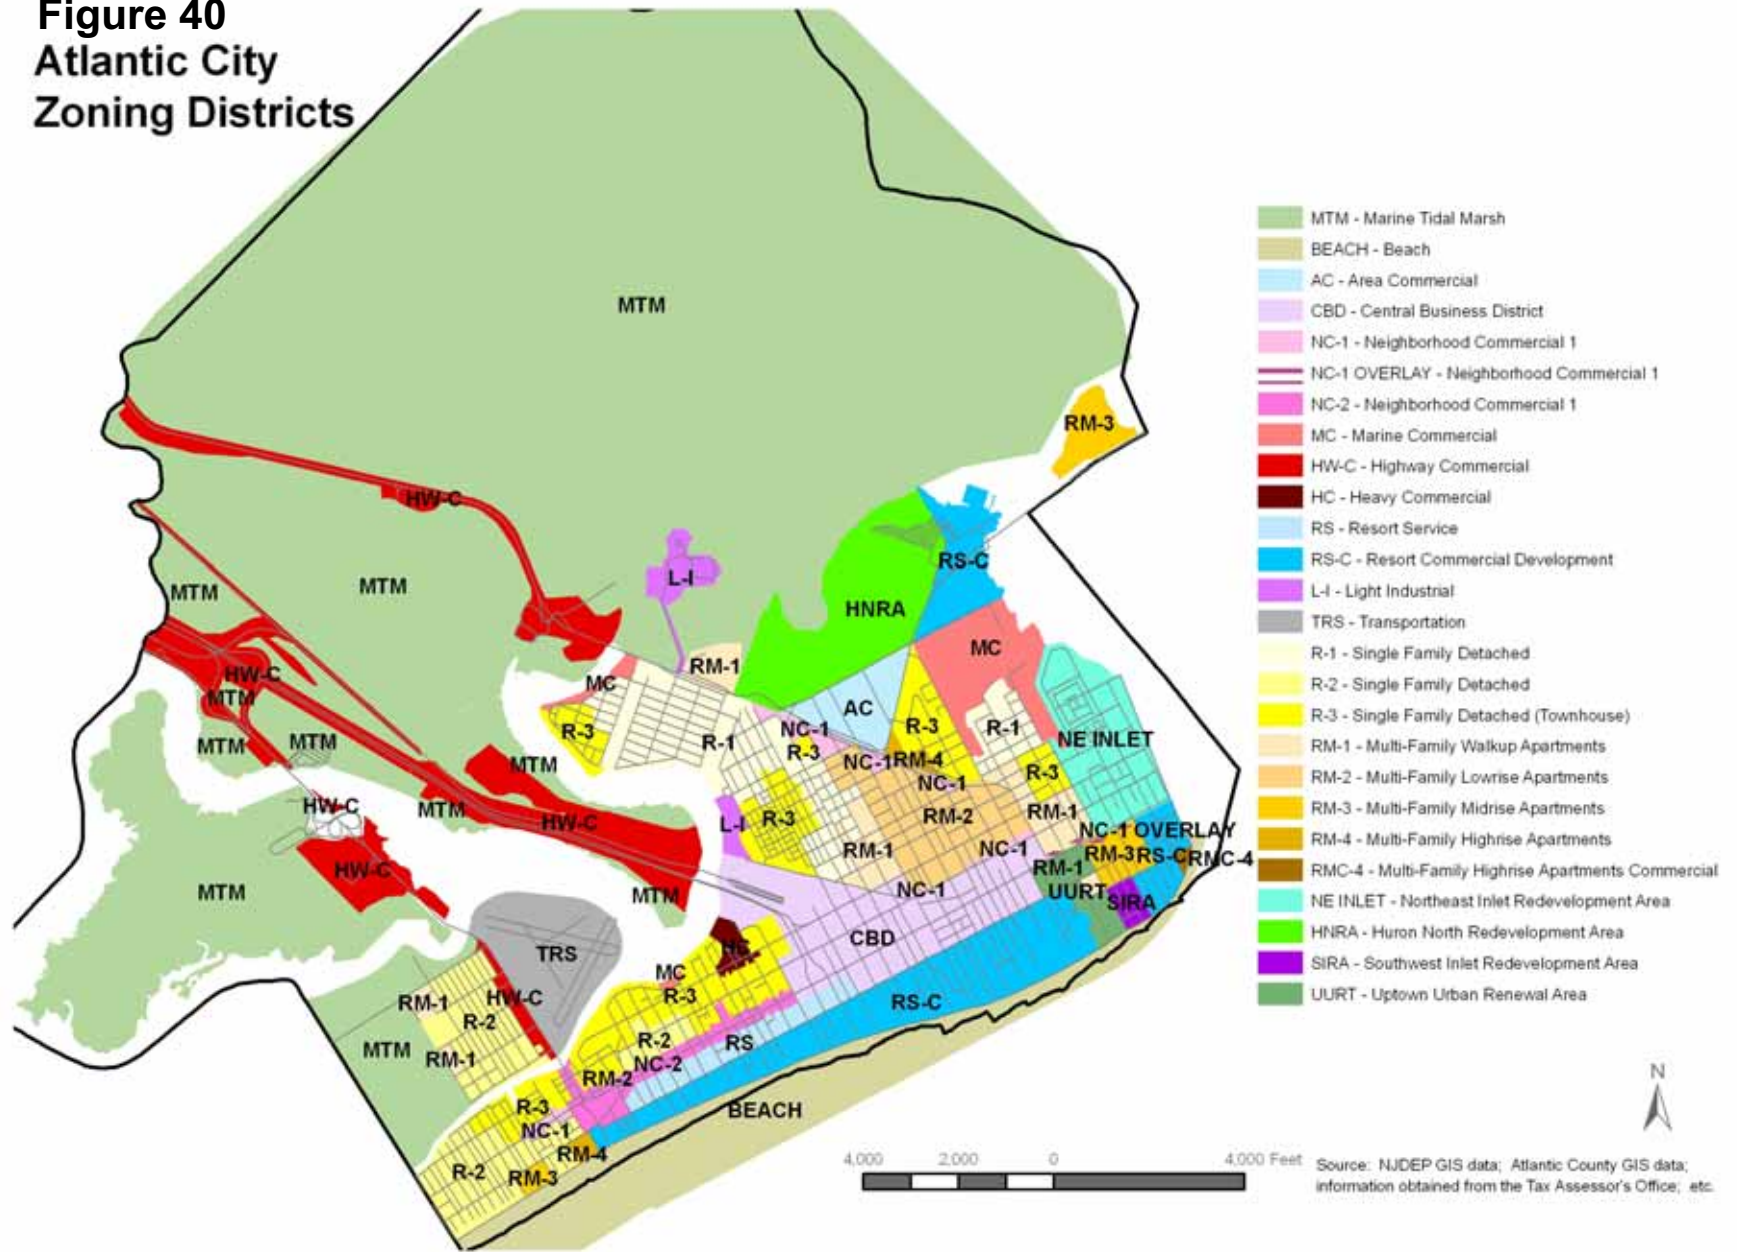 Figure 40
Atlantic City
Zoning Districts
MTM
RM-3
HW-C
RS-C
L-I
MTM
MTM
HNRA
MC
RM-1
HW-C
MC
MTM
AC
R-3
R-1
NC-1
R-3
R-1
NE INLET
R-3
MTM
MTM
MTM
NC-1
RM-4
R-3
NC-1
HW-C
MTM
HW-C
L-I
R-3
RM-2
RM-1
NC-1 OVERLAY
RM-1
NC-1
RM-3
RS-C
RMC-4
HW-C
RM-1
MTM
MTM
NC-1
UURT
SIRA
CBD
HC
TRS
MC
R-3
RM-1
HW-C
RS-C
R-2
R-2
RS
MTM
RM-1
NC-2
RM-2
R-3
BEACH
NC-1
RM-4
R-2
RM-3
MTM - Marine Tidal Marsh
BEACH - Beach
AC - Area Commercial
CBD - Central Business District
NC-1 - Neighborhood Commercial 1
NC-1 OVERLAY - Neighborhood Commercial 1
NC-2 - Neighborhood Commercial 1
MC - Marine Commercial
HW-C - Highway Commercial
HC - Heavy Commercial
RS - Resort Service
RS-C - Resort Commercial Development
L-I - Light Industrial
TRS - Transportation
R-1 - Single Family Detached
R-2 - Single Family Detached
R-3 - Single Family Detached (Townhouse)
RM-1 - Multi-Family Walkup Apartments
RM-2 - Multi-Family Lowrise Apartments
RM-3 - Multi-Family Midrise Apartments
RM-4 - Multi-Family Highrise Apartments
RMC-4 - Multi-Family Highrise Apartments Commercial
NE INLET - Northeast Inlet Redevelopment Area
HNRA - Huron North Redevelopment Area
SIRA - Southwest Inlet Redevelopment Area
UURT - Uptown Urban Renewal Area
N
4,000 2,000 0 4,000 Feet
Source: NJDEP GIS data; Atlantic County GIS data;
information obtained from the Tax Assessor's Office; etc.